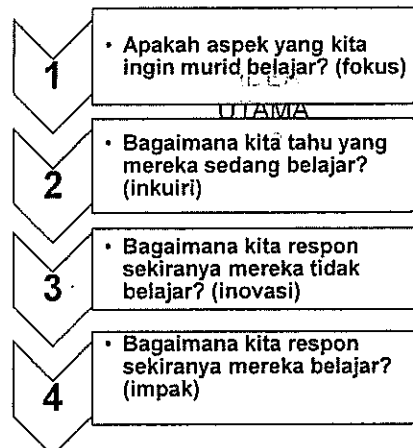 1
• Apakah aspek yang kita
ingin murid belajar? (fokus)
UTAMA
2
• Bagaimana kita tahu yang
mereka sedang belajar?
(inkuiri)
3
• Bagaimana kita respon
sekiranya mereka tidak
belajar? (inovasi)
4
• Bagaimana kita respon
sekiranya mereka belajar?
(impak)